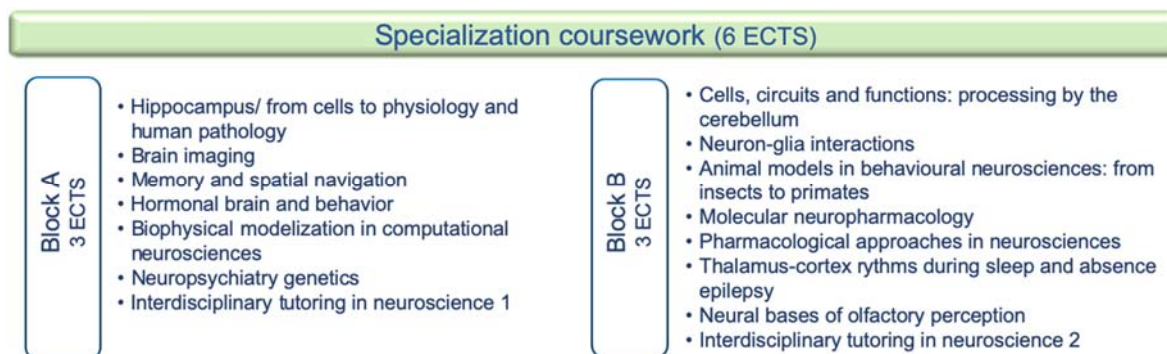 Specialization coursework (6 ECTS)
Block A
3 ECTS
• Hippocampus/ from cells to physiology and
human pathology
• Brain imaging
• Memory and spatial navigation
• Hormonal brain and behavior
• Biophysical modelization in computational
neurosciences
• Neuropsychiatry genetics
• Interdisciplinary tutoring in neuroscience 1
Block B
3 ECTS
• Cells, circuits and functions: processing by the
cerebellum
• Neuron-glia interactions
• Animal models in behavioural neurosciences: from
insects to primates
• Molecular neuropharmacology
• Pharmacological approaches in neurosciences
• Thalamus-cortex rythms during sleep and absence
epilepsy
• Neural bases of olfactory perception
• Interdisciplinary tutoring in neuroscience 2